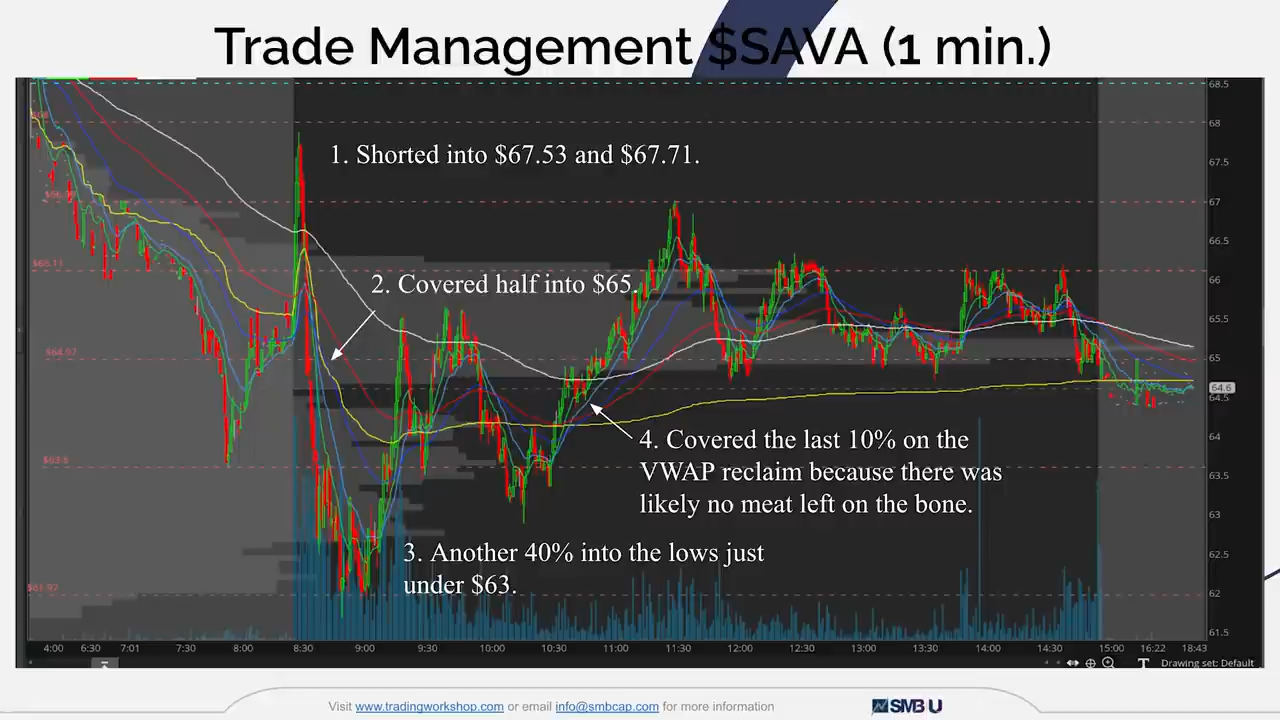 Trade Management $SAVA (1 min.)
68.5
68
1. Shorted into $67.53 and $67.71.
67.5
67
66.5
$66.11
2. Covered half into $65.
66
65.5
$64.97
65
64.6
64.5
4. Covered the last 10% on the
VWAP reclaim because there was
likely no meat left on the bone.
64
$63.6
63.5
63
3. Another 40% into the lows just
under $63.
62.5
62
61.5
4:00 6:30 7:01 7:30 8:00 8:30 9:00 9:30 10:00 10:30 11:00 11:30 12:00 12:30 13:00 13:30 14:00 14:30 15:00 16:22 18:43
T Drawing set: Default
Visit www.tradingworkshop.com or email info@smbcap.com for more information
SMB U